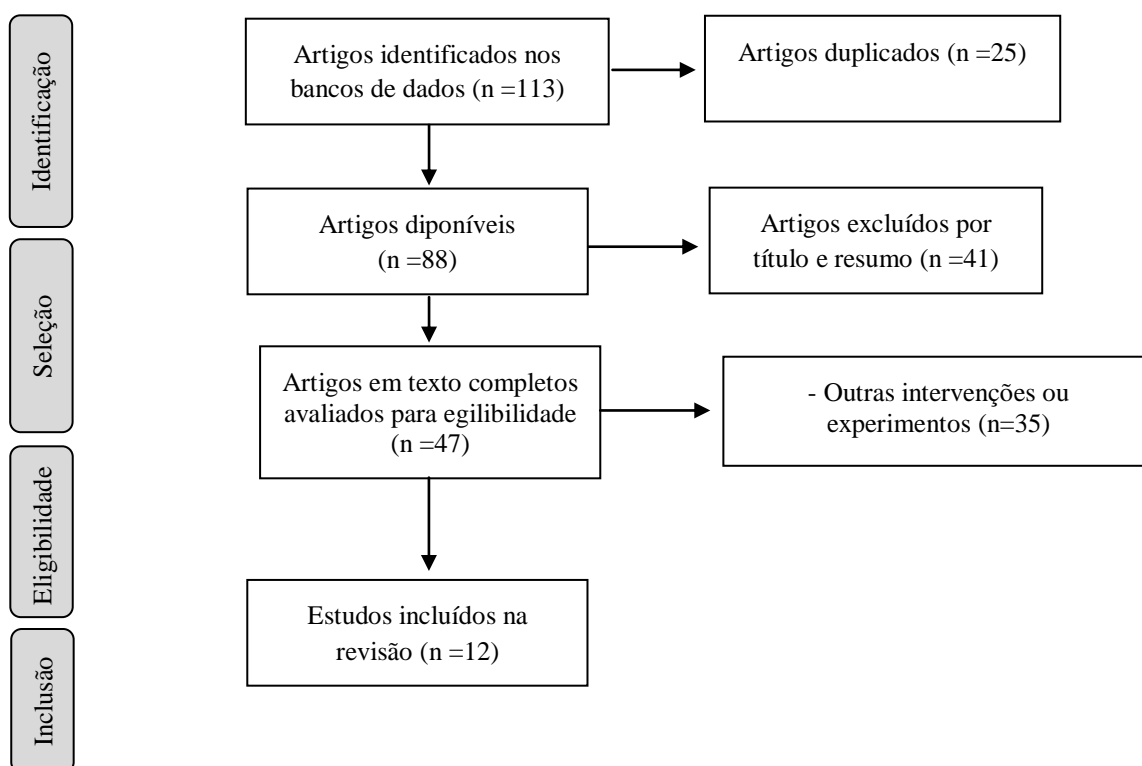 Identificação
Artigos identificados nos
bancos de dados (n =113)
Artigos duplicados (n =25)
Seleção
Artigos diponíveis
(n =88)
Artigos excluídos por
título e resumo (n =41)
Artigos em texto completos
avaliados para egilibilidade
(n =47)
- Outras intervenções ou
experimentos (n=35)
Eligibilidade
Estudos incluídos na
revisão (n =12)
Inclusão